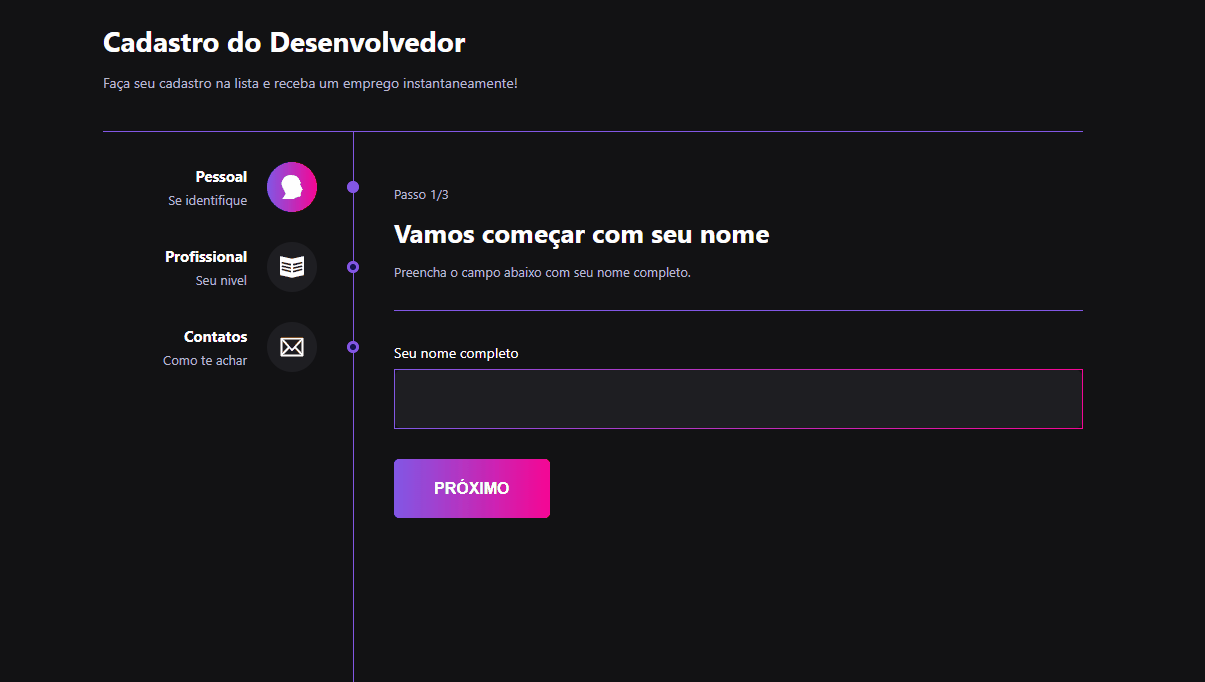 Cadastro do Desenvolvedor
Faça seu cadastro na lista e receba um emprego instantaneamente!
Pessoal
Se identifique
Profissional
Seu nivel
Contatos
Como te achar
Passo 1/3
Vamos começar com seu nome
Preencha o campo abaixo com seu nome completo.
Seu nome completo
PRÓXIMO